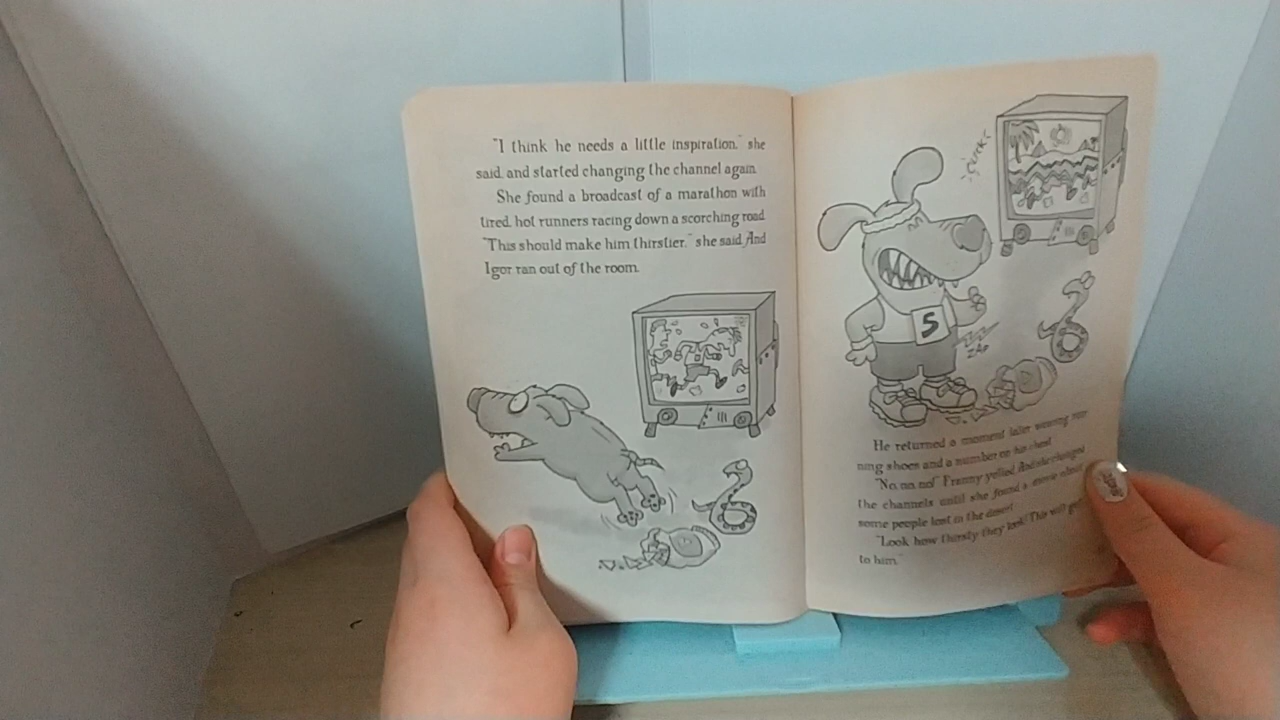 "I think he needs a little inspiration," she
said, and started changing the channel again.
She found a broadcast of a marathon with
tired, hot runners racing down a scorching road.
"This should make him thirstier," she said. And
Igor ran out of the room.
CLICK!
5
ZAP
He returned a moment later wearing run-
ning shoes and a number on his chest.
"No, no, no!" Franny yelled. And she changed
the channels until she found a movie about
some people lost in the desert.
"Look how thirsty they look! This will get
to him."